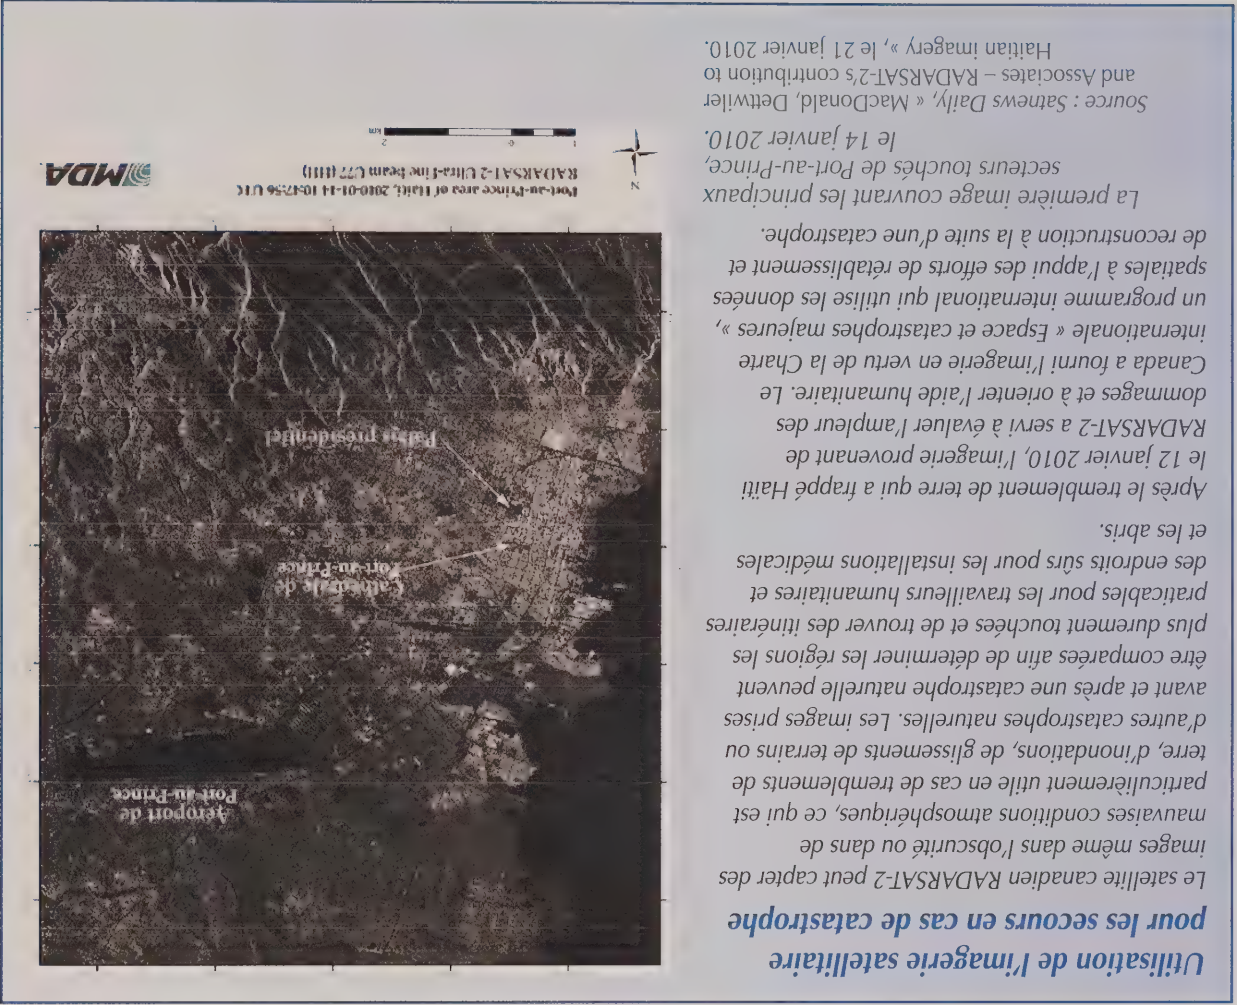 Utilisation de l'imagerie satellitaire
pour les secours en cas de catastrophe
Le satellite canadien RADARSAT-2 peut capter des
images même dans l'obscurité ou dans de
mauvaises conditions atmosphériques, ce qui est
particulièrement utile en cas de tremblements de
terre, d'inondations, de glissements de terrains ou
d'autres catastrophes naturelles. Les images prises
avant et après une catastrophe naturelle peuvent
être comparées afin de déterminer les régions les
plus durement touchées et de trouver des itinéraires
praticables pour les travailleurs humanitaires et
des endroits sûrs pour les installations médicales
et les abris.
Après le tremblement de terre qui a frappé Haïti
le 12 janvier 2010, l'imagerie provenant de
RADARSAT-2 a servi à évaluer l'ampleur des
dommages et à orienter l'aide humanitaire. Le
Canada a fourni l'imagerie en vertu de la Charte
internationale « Espace et catastrophes majeures »,
un programme international qui utilise les données
spatiales à l'appui des efforts de rétablissement et
de reconstruction à la suite d'une catastrophe.
La première image couvrant les principaux
secteurs touchés de Port-au-Prince,
le 14 janvier 2010.
Source : Satnews Daily, « MacDonald, Dettwiler
and Associates – RADARSAT-2's contribution to
Haitian imagery », le 21 janvier 2010.
Aéroport de
Port-au-Prince
Cathédrale de
Port-au-Prince
Palais présidentiel
Port-au-Prince area of Haiti, 2010-01-14 10:47:56 UTC
RADARSAT-2 Ultra-Fine beam U77 (HH)
N
1 0 2
km
MDA